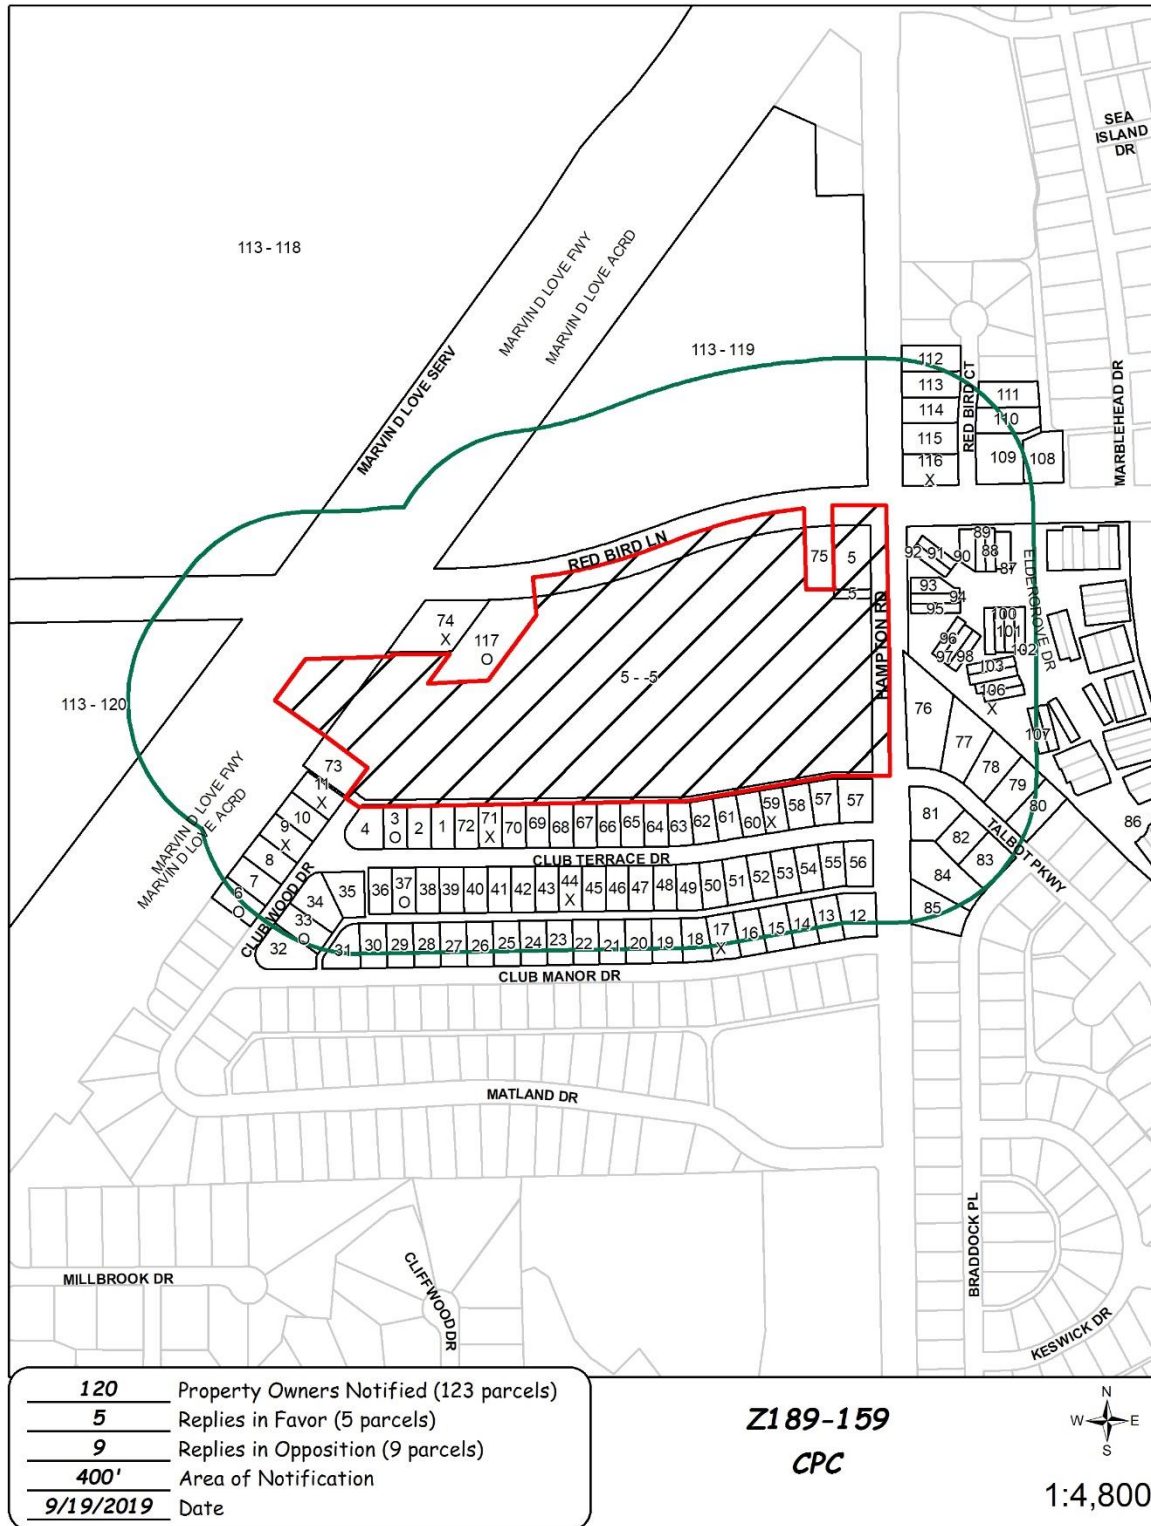 SEA
ISLAND
DR
113 - 118
MARVIN D LOVE FWY
MARVIN D LOVE ACRD
MARVIN D LOVE SERV
113 - 119
112
113
114
115
116
X
RED BIRD CT
111
110
109
108
MARBLEHEAD DR
RED BIRD LN
75
5
5
HAMPTON RD
74
X
117
O
5 - -5
92
91
90
89
88
87
93
94
95
96
97
98
100
101
102
103
106
X
107
ELDERGROVE DR
113 - 120
MARVIN D LOVE FWY
MARVIN D LOVE ACRD
73
11
X
10
9
X
8
7
6
O
CLUBWOOD DR
76
77
78
79
80
81
82
83
84
85
86
TALBOT PKWY
4
3
O
2
1
72
71
X
70
69
68
67
66
65
64
63
62
61
60
59
X
58
57
57
CLUB TERRACE DR
32
33
O
34
35
36
37
O
38
39
40
41
42
43
44
X
45
46
47
48
49
50
51
52
53
54
55
56
31
30
29
28
27
26
25
24
23
22
21
20
19
18
17
X
16
15
14
13
12
CLUB MANOR DR
MATLAND DR
MILLBROOK DR
CLIFFWOOD DR
BRADDOCK PL
KESWICK DR
120 Property Owners Notified (123 parcels)
5 Replies in Favor (5 parcels)
9 Replies in Opposition (9 parcels)
400' Area of Notification
9/19/2019 Date
Z189-159
CPC
N
W E
S
1:4,800